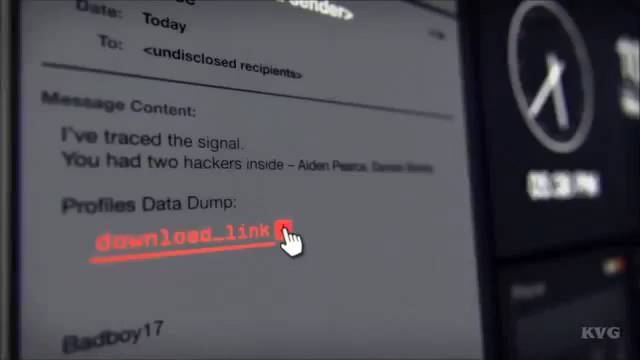 Date: Today
To: <undisclosed recipients>
Message Content:
I've traced the signal.
You had two hackers inside – Aiden Pearce,
Profiles Data Dump:
download_link
Badboy17
KVG